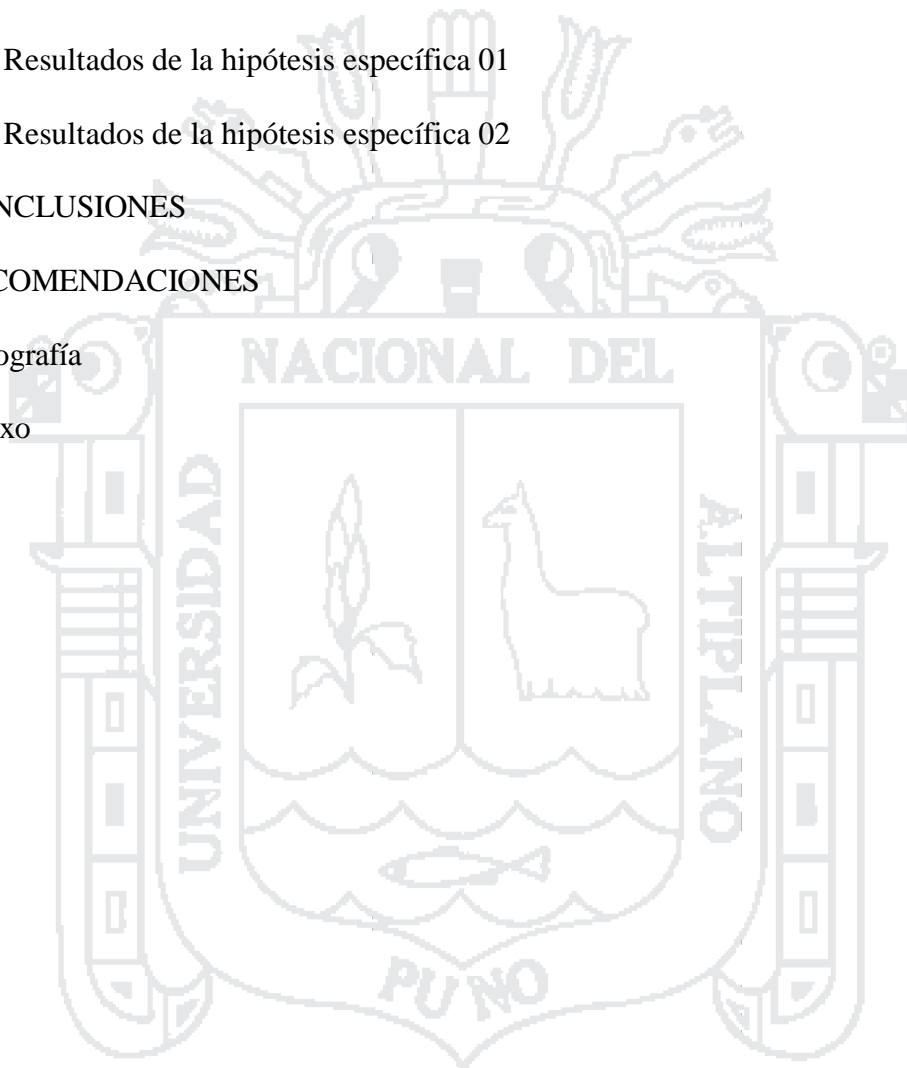 Resultados de la hipótesis específica 01
Resultados de la hipótesis específica 02
NCLUSIONES
COMENDACIONES
ografía
xo
NACIONAL DEL
UNIVERSIDAD
ALTIPLANO
PUNO